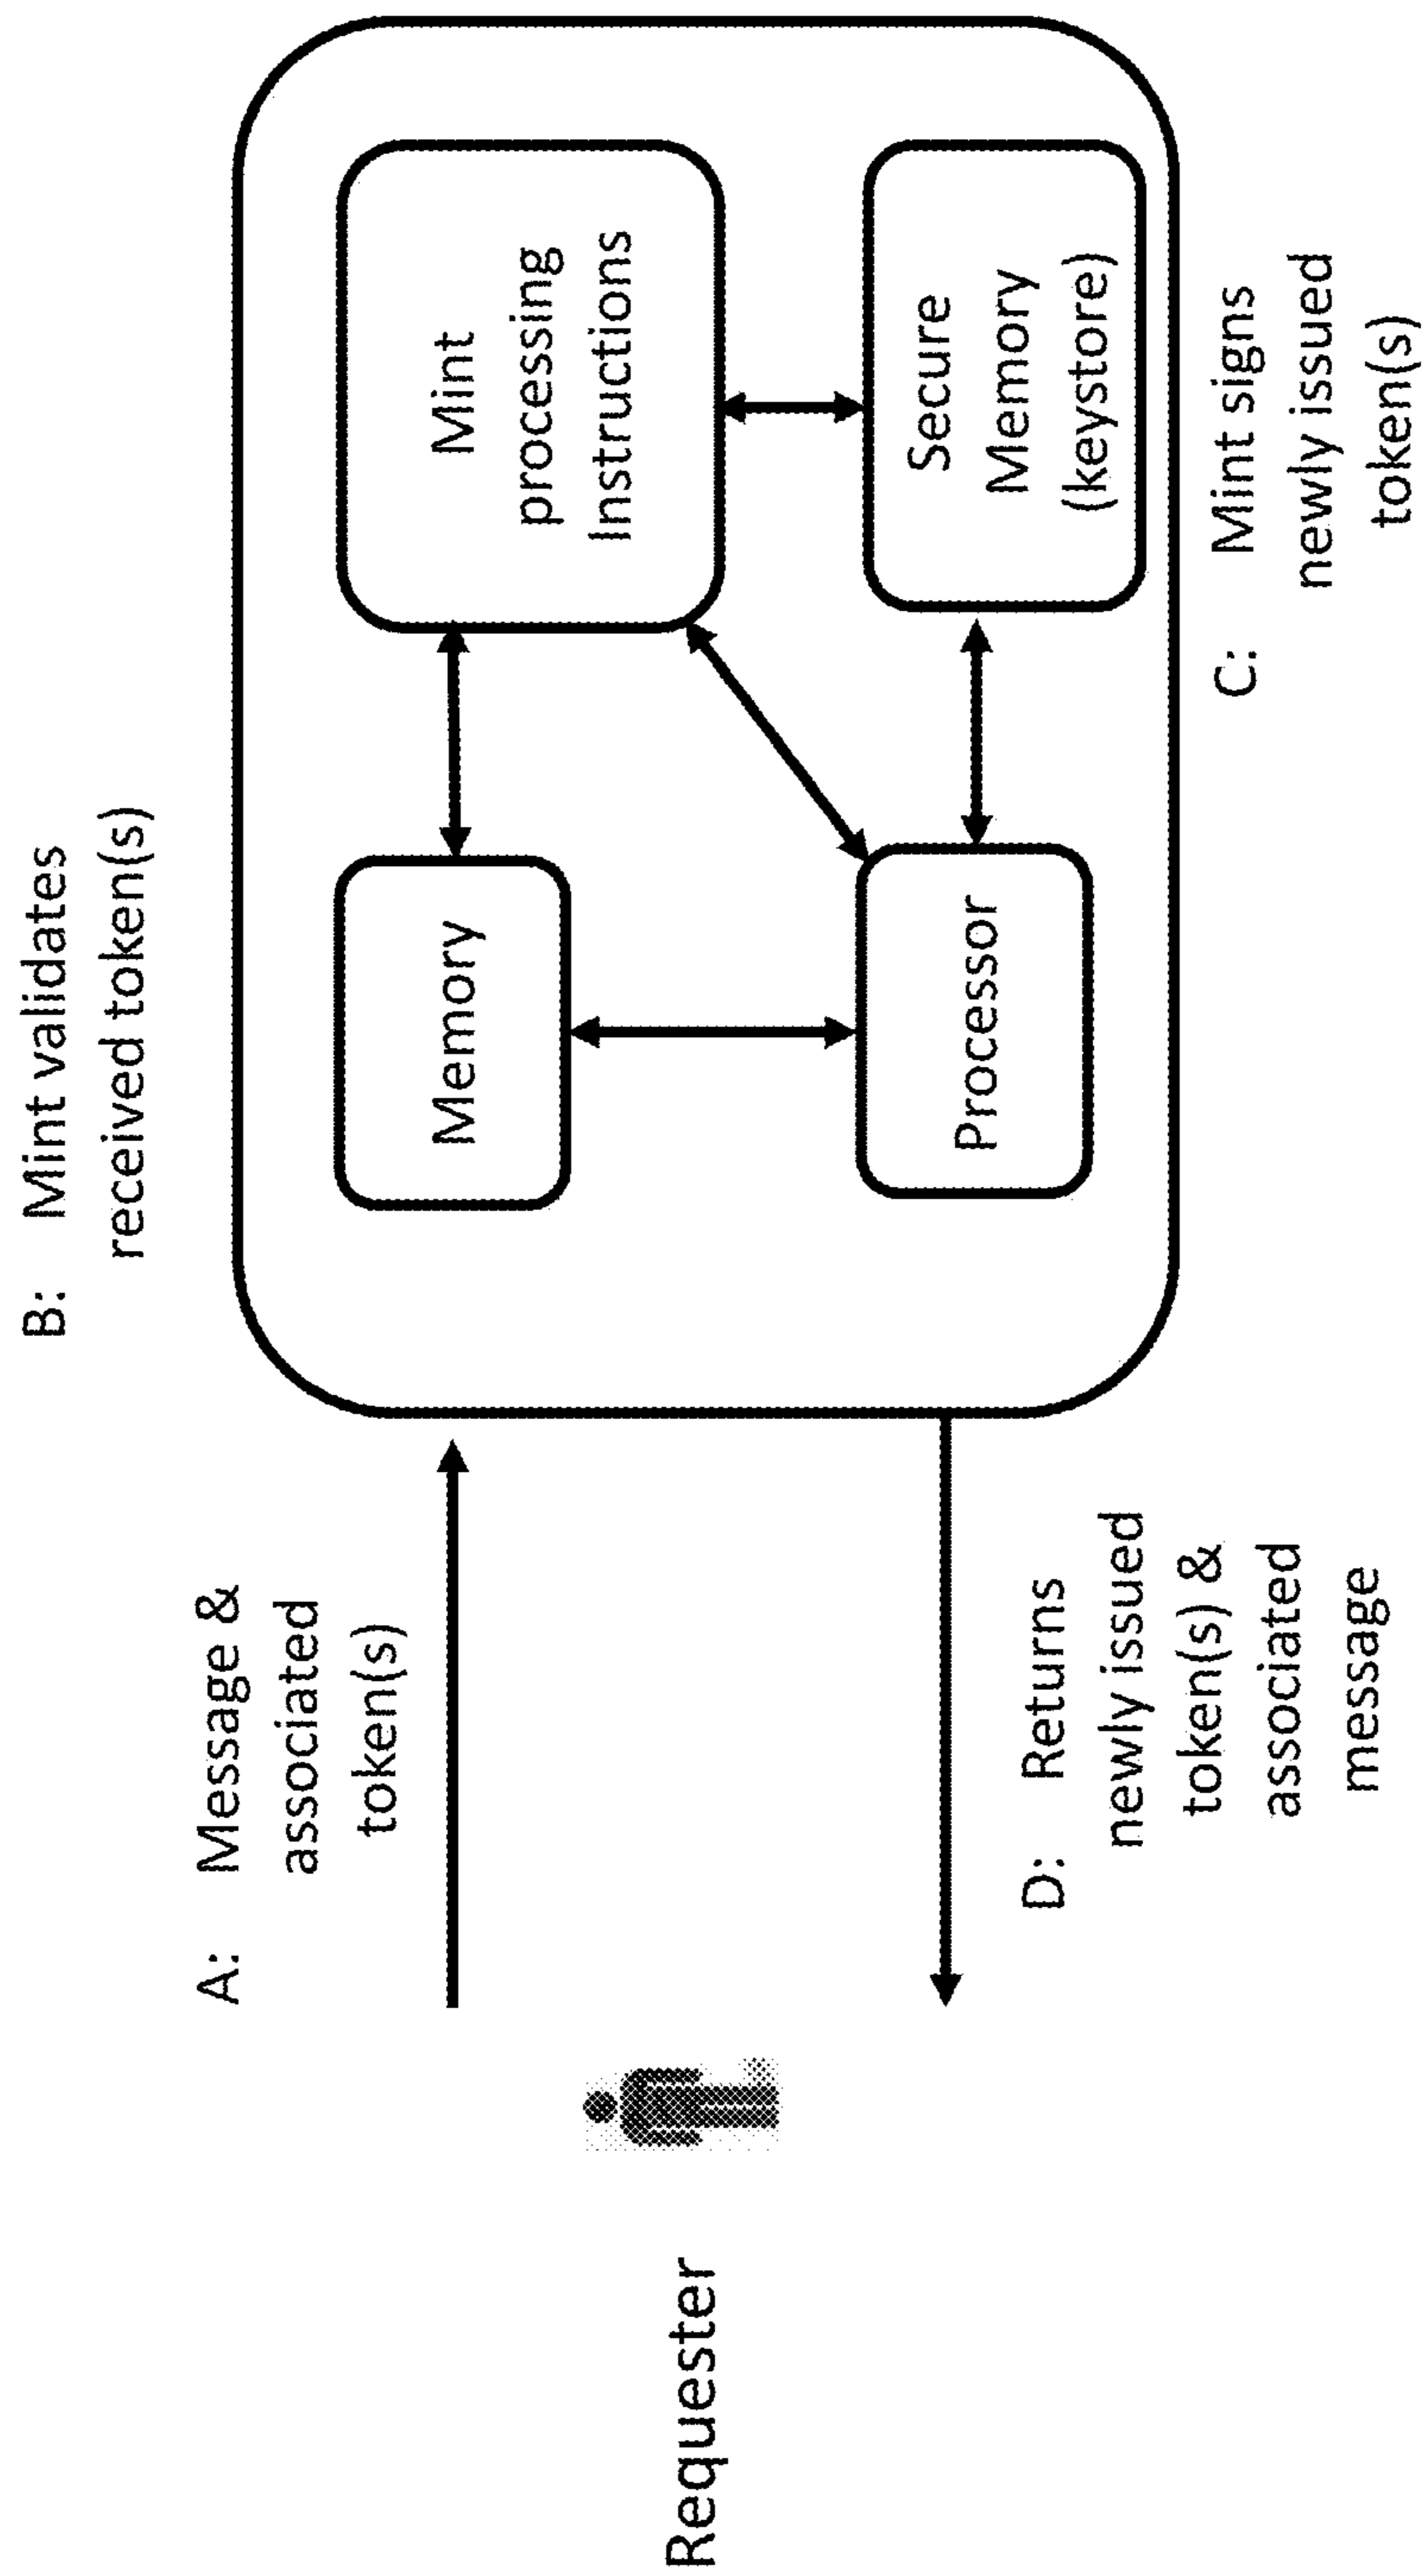 B: Mint validates
received token(s)
A: Message &
associated
token(s)
Memory
Mint
processing
Instructions
Requester
Processor
Secure
Memory
(keystore)
D: Returns
newly issued
token(s) &
associated
message
C: Mint signs
newly issued
token(s)